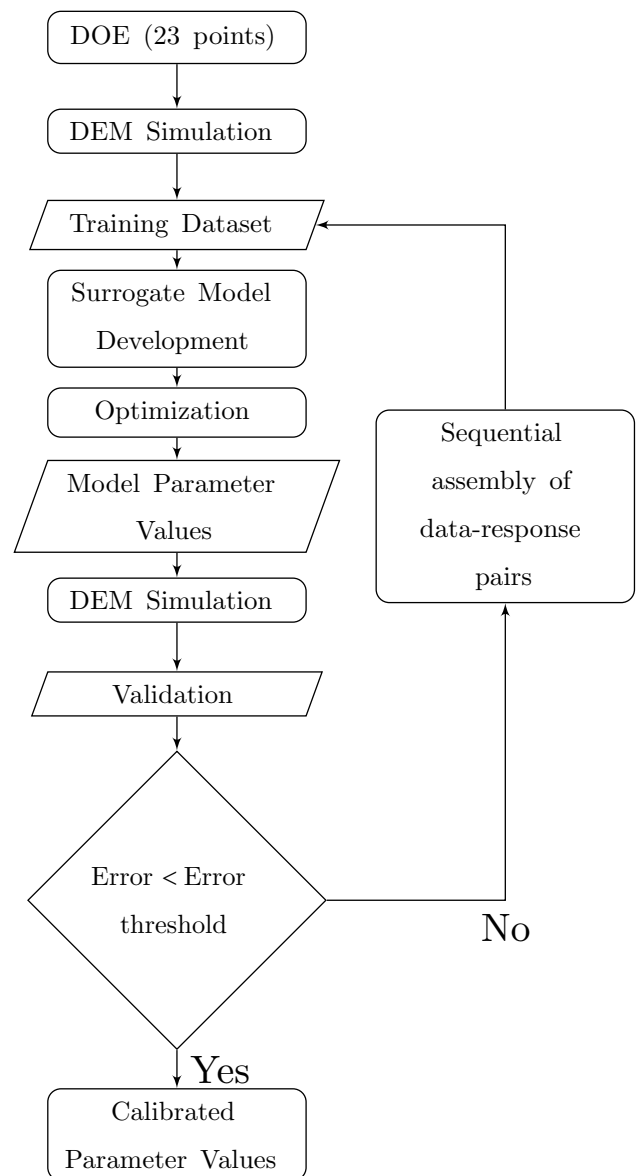 DOE (23 points)
DEM Simulation
Training Dataset
Surrogate Model
Development
Optimization
Model Parameter
Values
DEM Simulation
Validation
Error < Error
threshold
No
Sequential
assembly of
data-response
pairs
Yes
Calibrated
Parameter Values